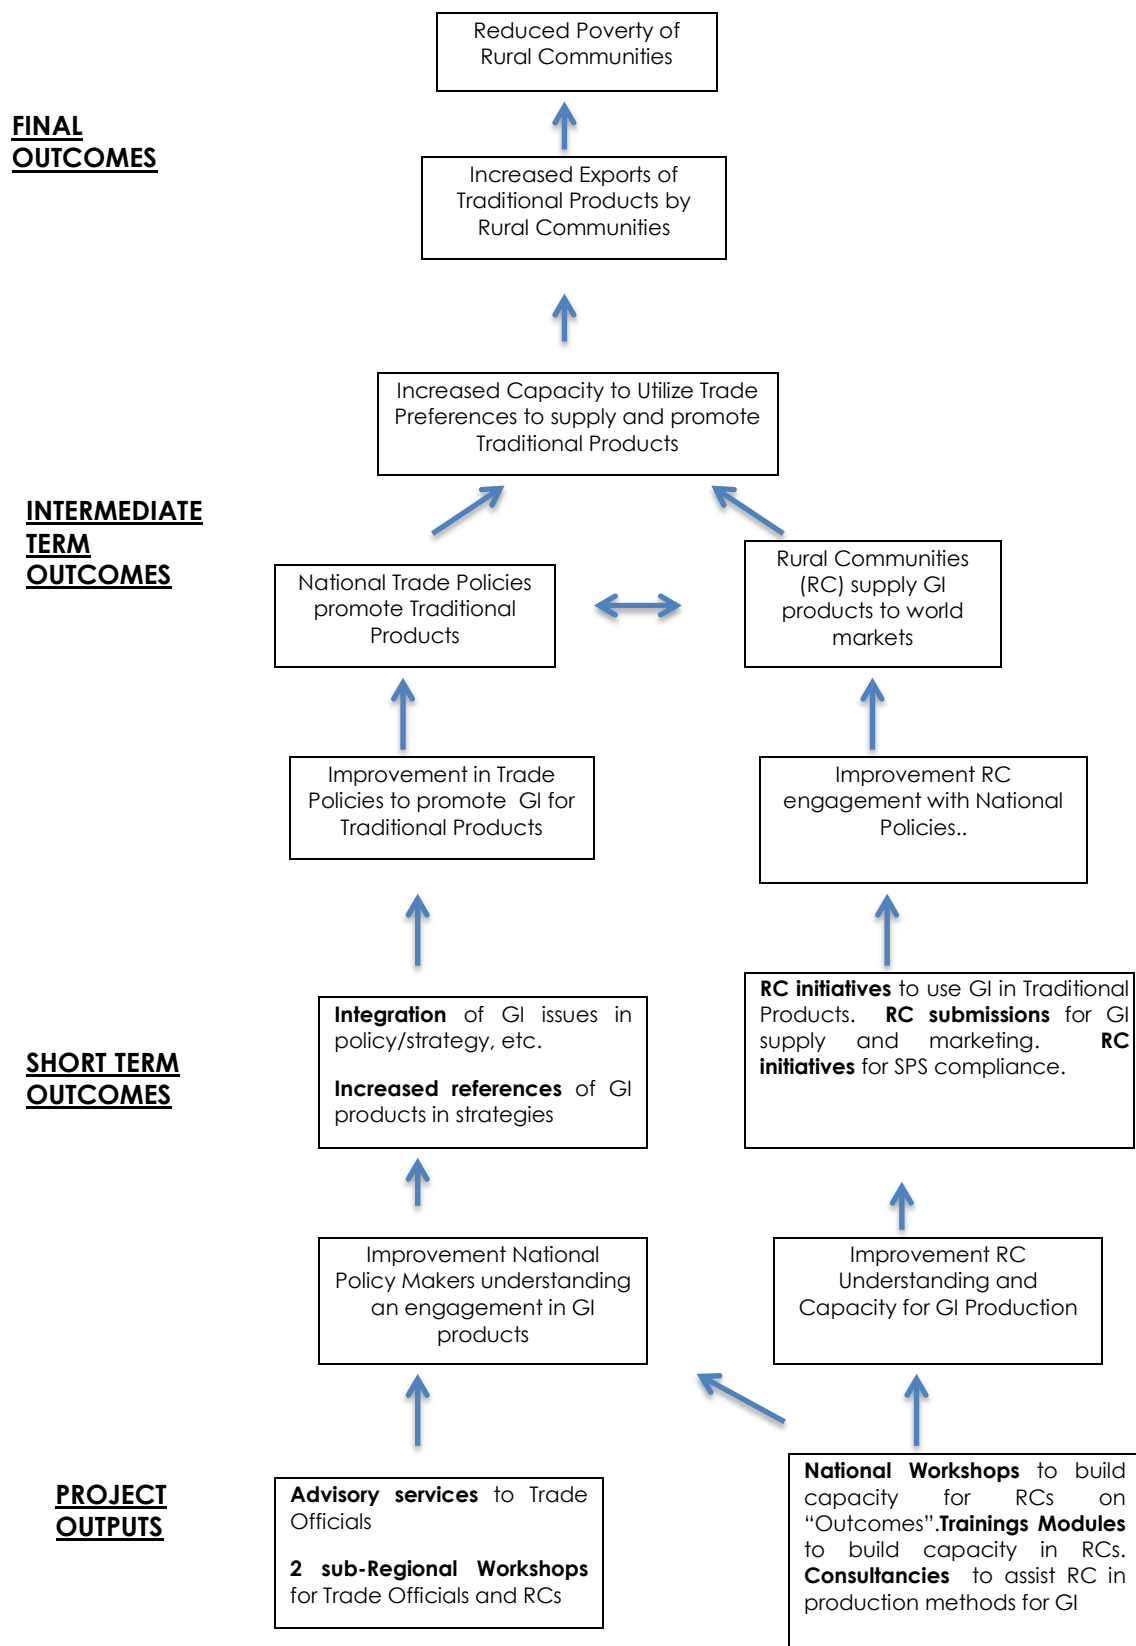 Reduced Poverty of
Rural Communities
FINAL
OUTCOMES
Increased Exports of
Traditional Products by
Rural Communities
Increased Capacity to Utilize Trade
Preferences to supply and promote
Traditional Products
INTERMEDIATE
TERM
OUTCOMES
National Trade Policies
promote Traditional
Products
Rural Communities
(RC) supply GI
products to world
markets
Improvement in Trade
Policies to promote GI for
Traditional Products
Improvement RC
engagement with National
Policies..
SHORT TERM
OUTCOMES
Integration of GI issues in
policy/strategy, etc.
Increased references of GI
products in strategies
RC initiatives to use GI in Traditional
Products. RC submissions for GI
supply and marketing. RC
initiatives for SPS compliance.
Improvement National
Policy Makers understanding
an engagement in GI
products
Improvement RC
Understanding and
Capacity for GI Production
PROJECT
OUTPUTS
Advisory services to Trade
Officials
2 sub-Regional Workshops
for Trade Officials and RCs
National Workshops to build
capacity for RCs on
“Outcomes”.Trainings Modules
to build capacity in RCs.
Consultancies to assist RC in
production methods for GI